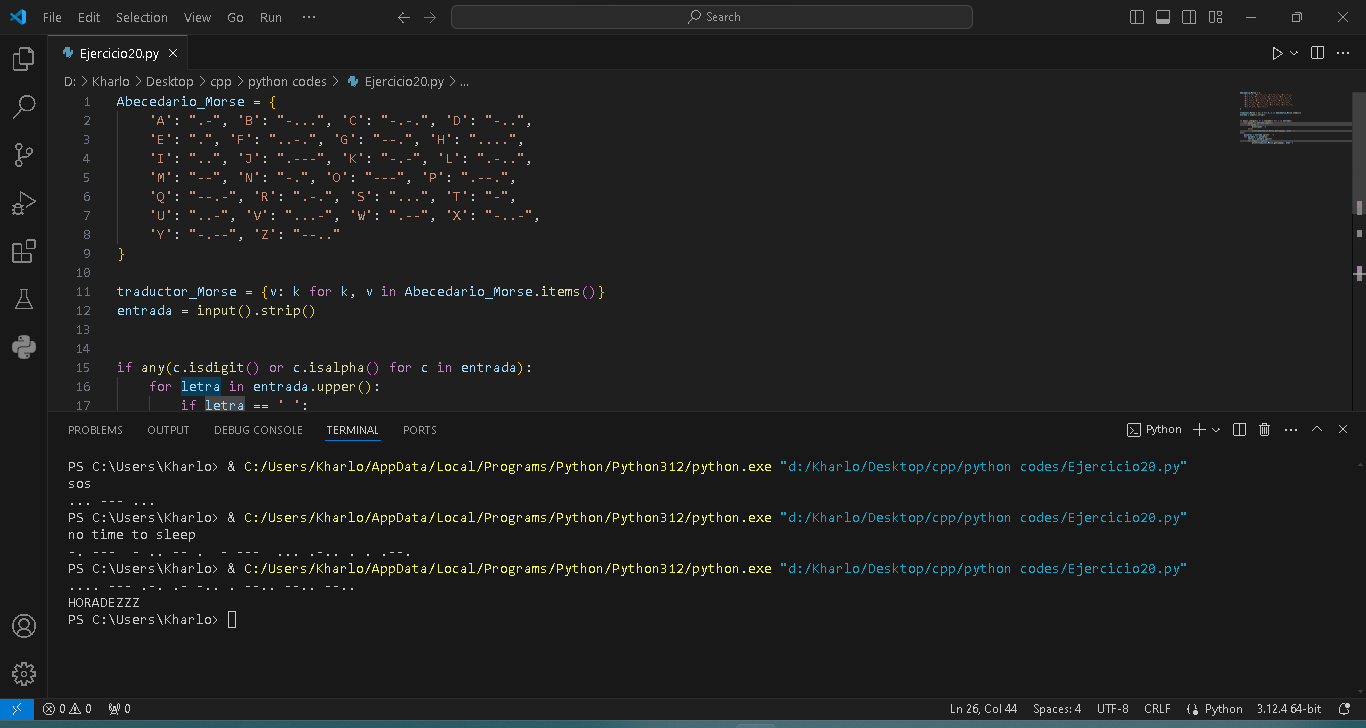 File Edit Selection View Go Run ··· Search
Ejercicio20.py
D: > Kharlo > Desktop > cpp > python codes > Ejercicio20.py > ...
1 Abecedario_Morse = {
2 'A': ".-", 'B': "-...", 'C': "-.-.", 'D': "-..",
3 'E': ".", 'F': "..-.", 'G': "--.", 'H': "....",
4 'I': "..", 'J': ".---", 'K': "-.-", 'L': ".-..",
5 'M': "--", 'N': "-.", 'O': "---", 'P': ".--.",
6 'Q': "--.-", 'R': ".-.", 'S': "...", 'T': "-",
7 'U': "..-", 'V': "...-", 'W': ".--", 'X': "-..-",
8 'Y': "-.--", 'Z': "--.."
9 }
10
11 traductor_Morse = {v: k for k, v in Abecedario_Morse.items()}
12 entrada = input().strip()
13
14
15 if any(c.isdigit() or c.isalpha() for c in entrada):
16 for letra in entrada.upper():
17 if letra == ' ':
PROBLEMS OUTPUT DEBUG CONSOLE TERMINAL PORTS Python
PS C:\Users\Kharlo> & C:/Users/Kharlo/AppData/Local/Programs/Python/Python312/python.exe "d:/Kharlo/Desktop/cpp/python codes/Ejercicio20.py"
sos
... --- ...
PS C:\Users\Kharlo> & C:/Users/Kharlo/AppData/Local/Programs/Python/Python312/python.exe "d:/Kharlo/Desktop/cpp/python codes/Ejercicio20.py"
no time to sleep
-. ---  - .. -- .  - ---  ... .-.. . . .--.
PS C:\Users\Kharlo> & C:/Users/Kharlo/AppData/Local/Programs/Python/Python312/python.exe "d:/Kharlo/Desktop/cpp/python codes/Ejercicio20.py"
.... --- .-. .- -.. . --.. --.. --..
HORADEZZZ
PS C:\Users\Kharlo>
0 0 0 Ln 26, Col 44 Spaces: 4 UTF-8 CRLF Python 3.12.4 64-bit